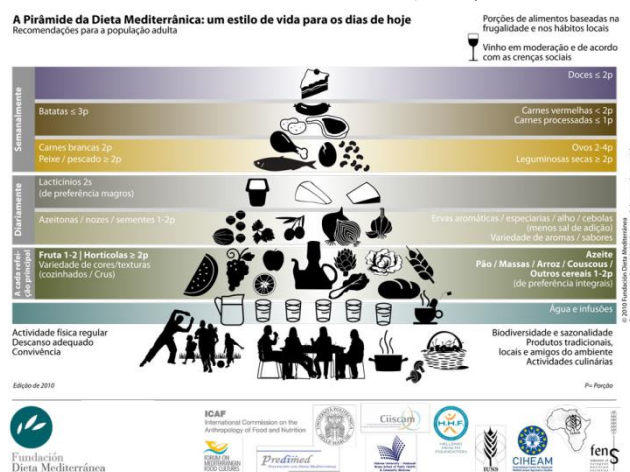 A Pirâmide da Dieta Mediterrânica: um estilo de vida para os dias de hoje
Recomendações para a população adulta
Porções de alimentos baseadas na
frugalidade e nos hábitos locais
Vinho em moderação e de acordo
com as crenças sociais
Semanalmente
Doces ≤ 2p
Batatas ≤ 3p
Carnes vermelhas < 2p
Carnes processadas ≤ 1p
Carnes brancas 2p
Peixe / pescado ≥ 2p
Ovos 2-4p
Leguminosas secas ≥ 2p
Diariamente
Lacticínios 2s
(de preferência magros)
Azeitonas / nozes / sementes 1-2p
Ervas aromáticas / especiarias / alho / cebolas
(menos sal de adição)
Variedade de aromas / sabores
A cada refei-
ção principal
Fruta 1-2 | Hortícolas ≥ 2p
Variedade de cores/texturas
(cozinhados / Crus)
Azeite
Pão / Massas / Arroz / Couscous /
Outros cereais 1-2p
(de preferência integrais)
Água e infusões
© 2010 Fundación Dieta Mediterránea
Actividade física regular
Descanso adequado
Convivência
Biodiversidade e sazonalidade
Produtos tradicionais,
locais e amigos do ambiente
Actividades culinárias
Edição de 2010
P= Porção
Fundación
Dieta Mediterránea
ICAF
International Commission on the
Anthropology of Food and Nutrition
FORUM ON
MEDITERRANEAN
FOOD CULTURES
Predimed
Ciiscam
H.H.F.
HELLENIC
HEALTH
FOUNDATION
IUNS
CIHEAM
fens